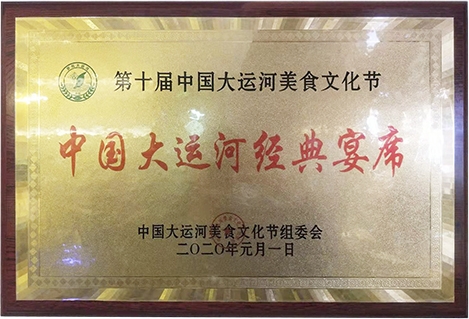 第十届中国大运河美食文化节
中国大运河经典宴席
中国大运河美食文化节组委会
二〇二〇年元月一日